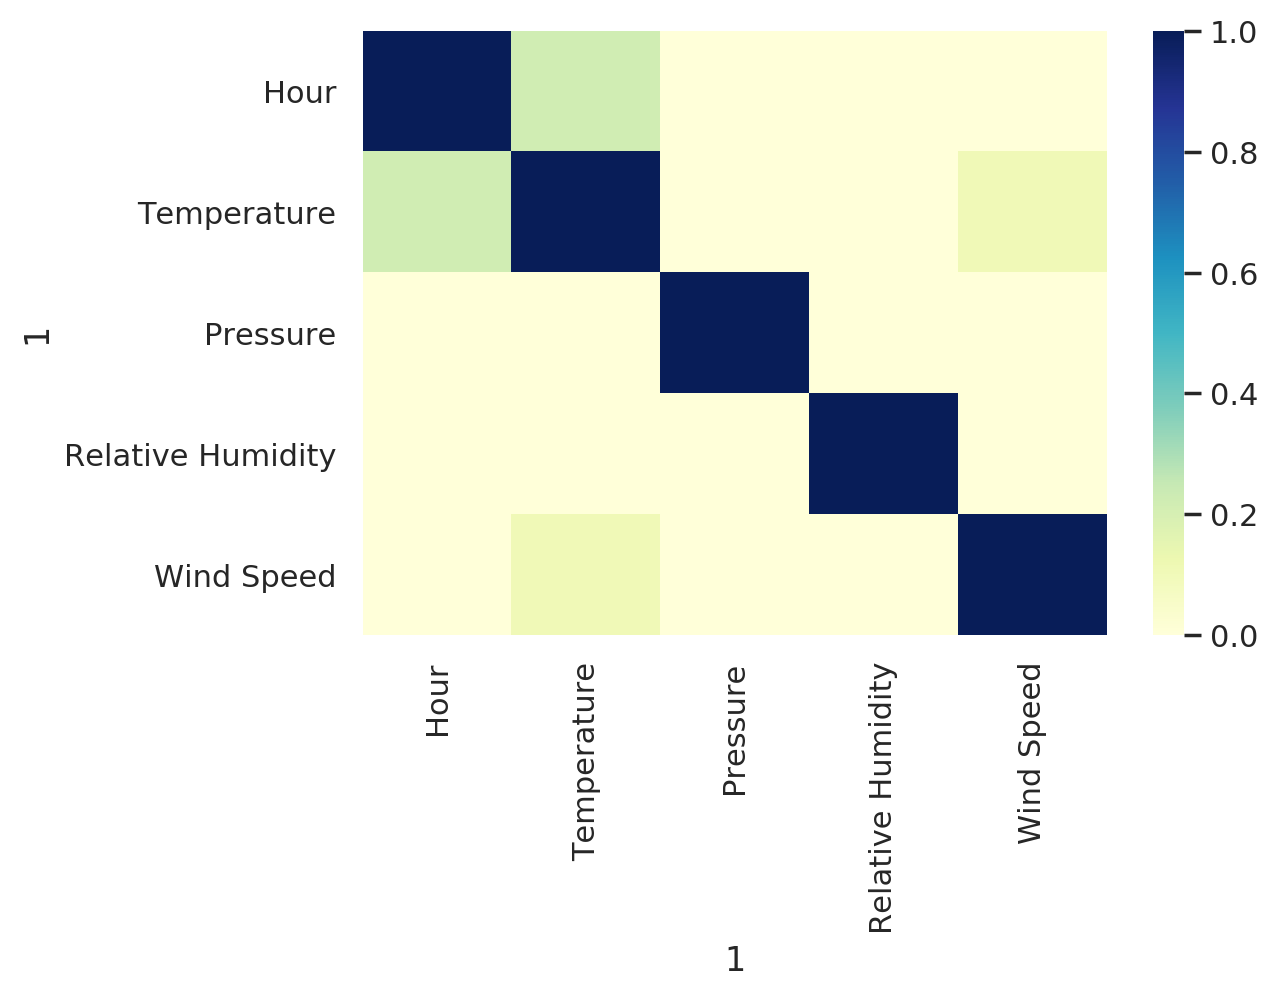 Hour
Temperature
Pressure
Relative Humidity
Wind Speed
1
Hour
Temperature
Pressure
Relative Humidity
Wind Speed
1
1.0
0.8
0.6
0.4
0.2
0.0